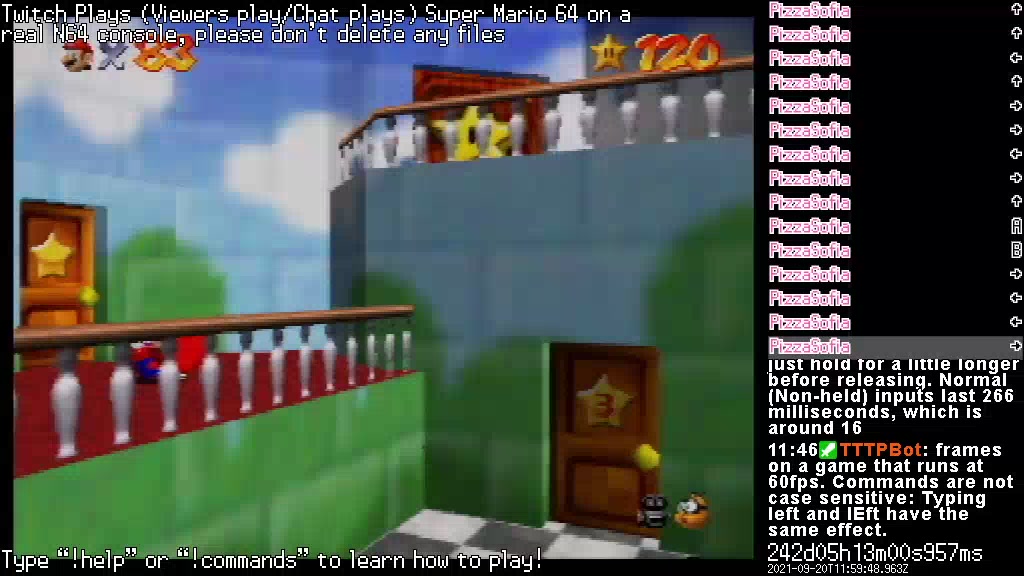 Twitch Plays (Viewers play/Chat plays) Super Mario 64 on a
real N64 console, please don't delete any files
83
120
3
Type “!help” or “!commands” to learn how to play!
PizzaSofia ↑
PizzaSofia ↑
PizzaSofia ←
PizzaSofia ↑
PizzaSofia →
PizzaSofia →
PizzaSofia ←
PizzaSofia →
PizzaSofia ↑
PizzaSofia A
PizzaSofia B
PizzaSofia →
PizzaSofia ←
PizzaSofia ←
PizzaSofia →
just hold for a little longer
before releasing. Normal
(Non-held) inputs last 266
milliseconds, which is
around 16
11:46 TTTPBot: frames
on a game that runs at
60fps. Commands are not
case sensitive: Typing
left and lEft have the
same effect.
242d05h13m00s957ms
2021-09-20T11:59:48.963Z